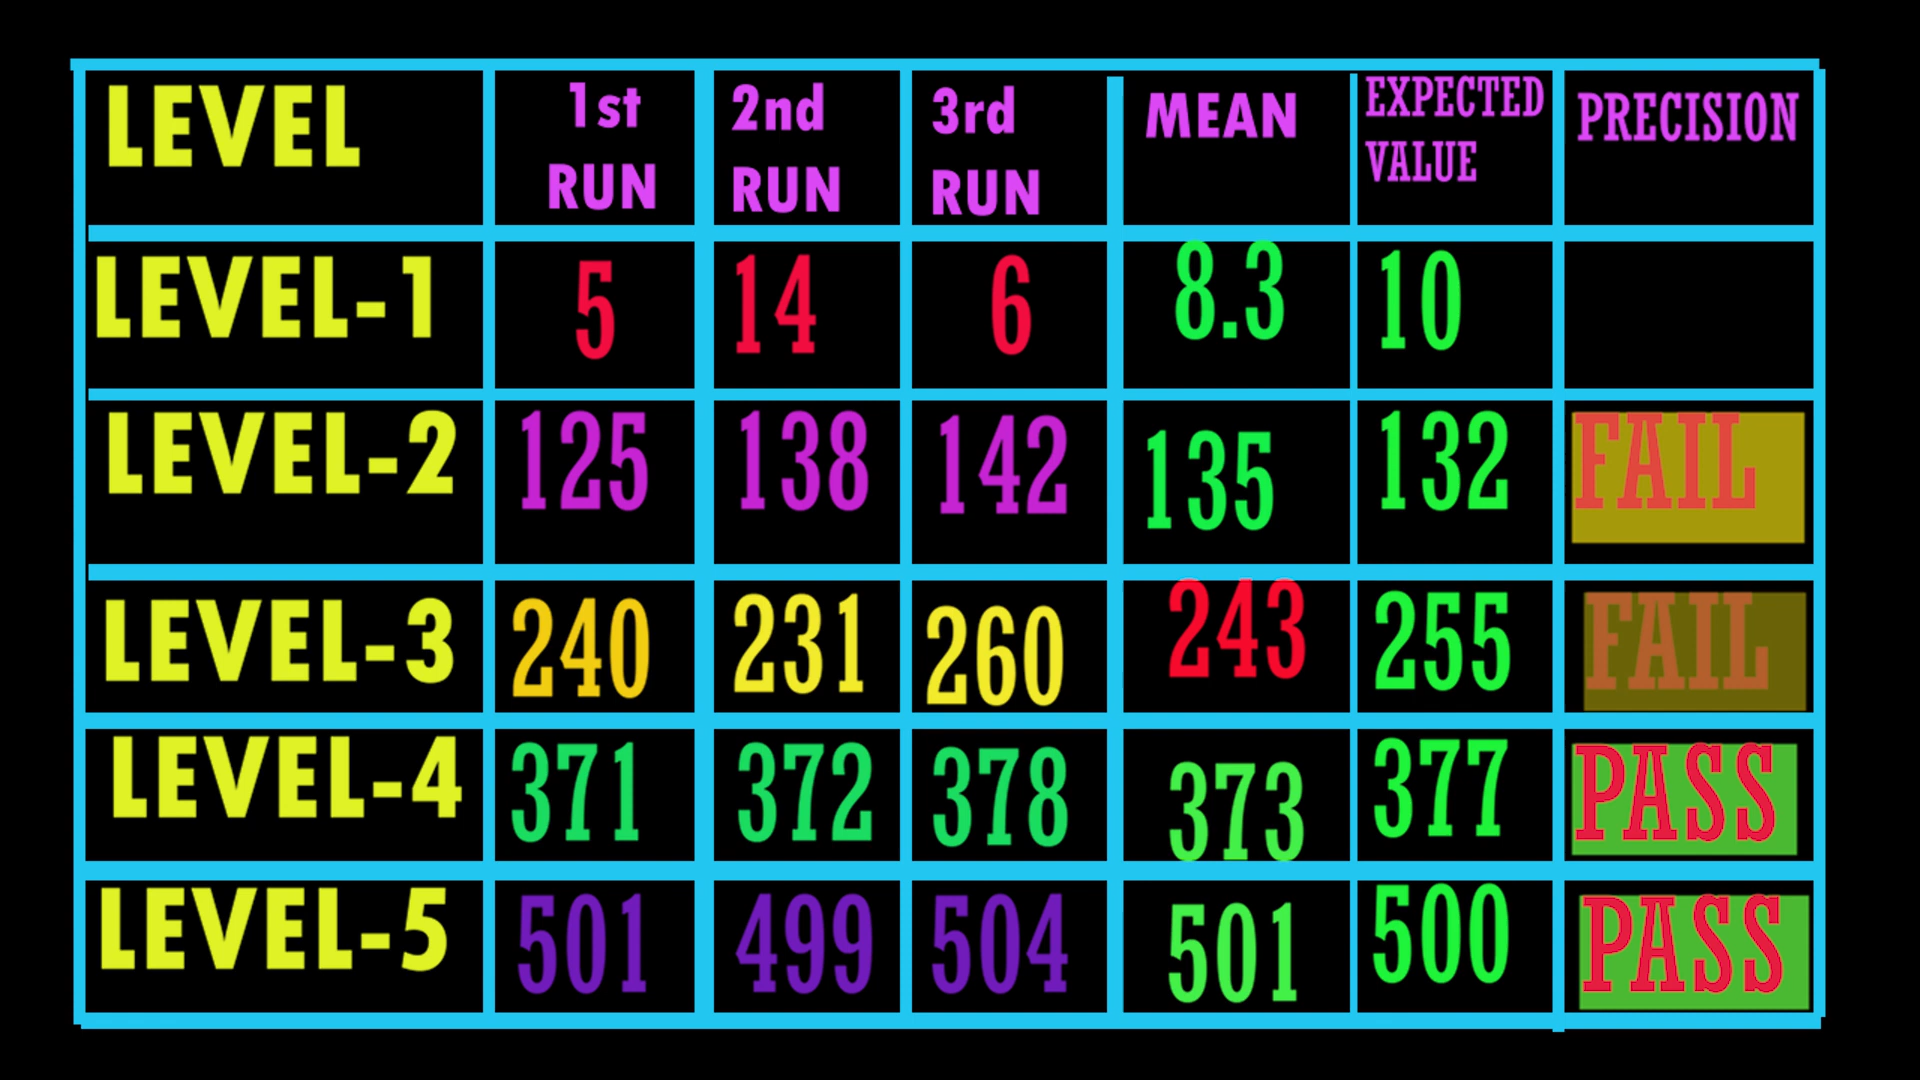 LEVEL 1st RUN 2nd RUN 3rd RUN MEAN EXPECTED VALUE PRECISION
LEVEL-1 5 14 6 8.3 10
LEVEL-2 125 138 142 135 132 FAIL
LEVEL-3 240 231 260 243 255 FAIL
LEVEL-4 371 372 378 373 377 PASS
LEVEL-5 501 499 504 501 500 PASS